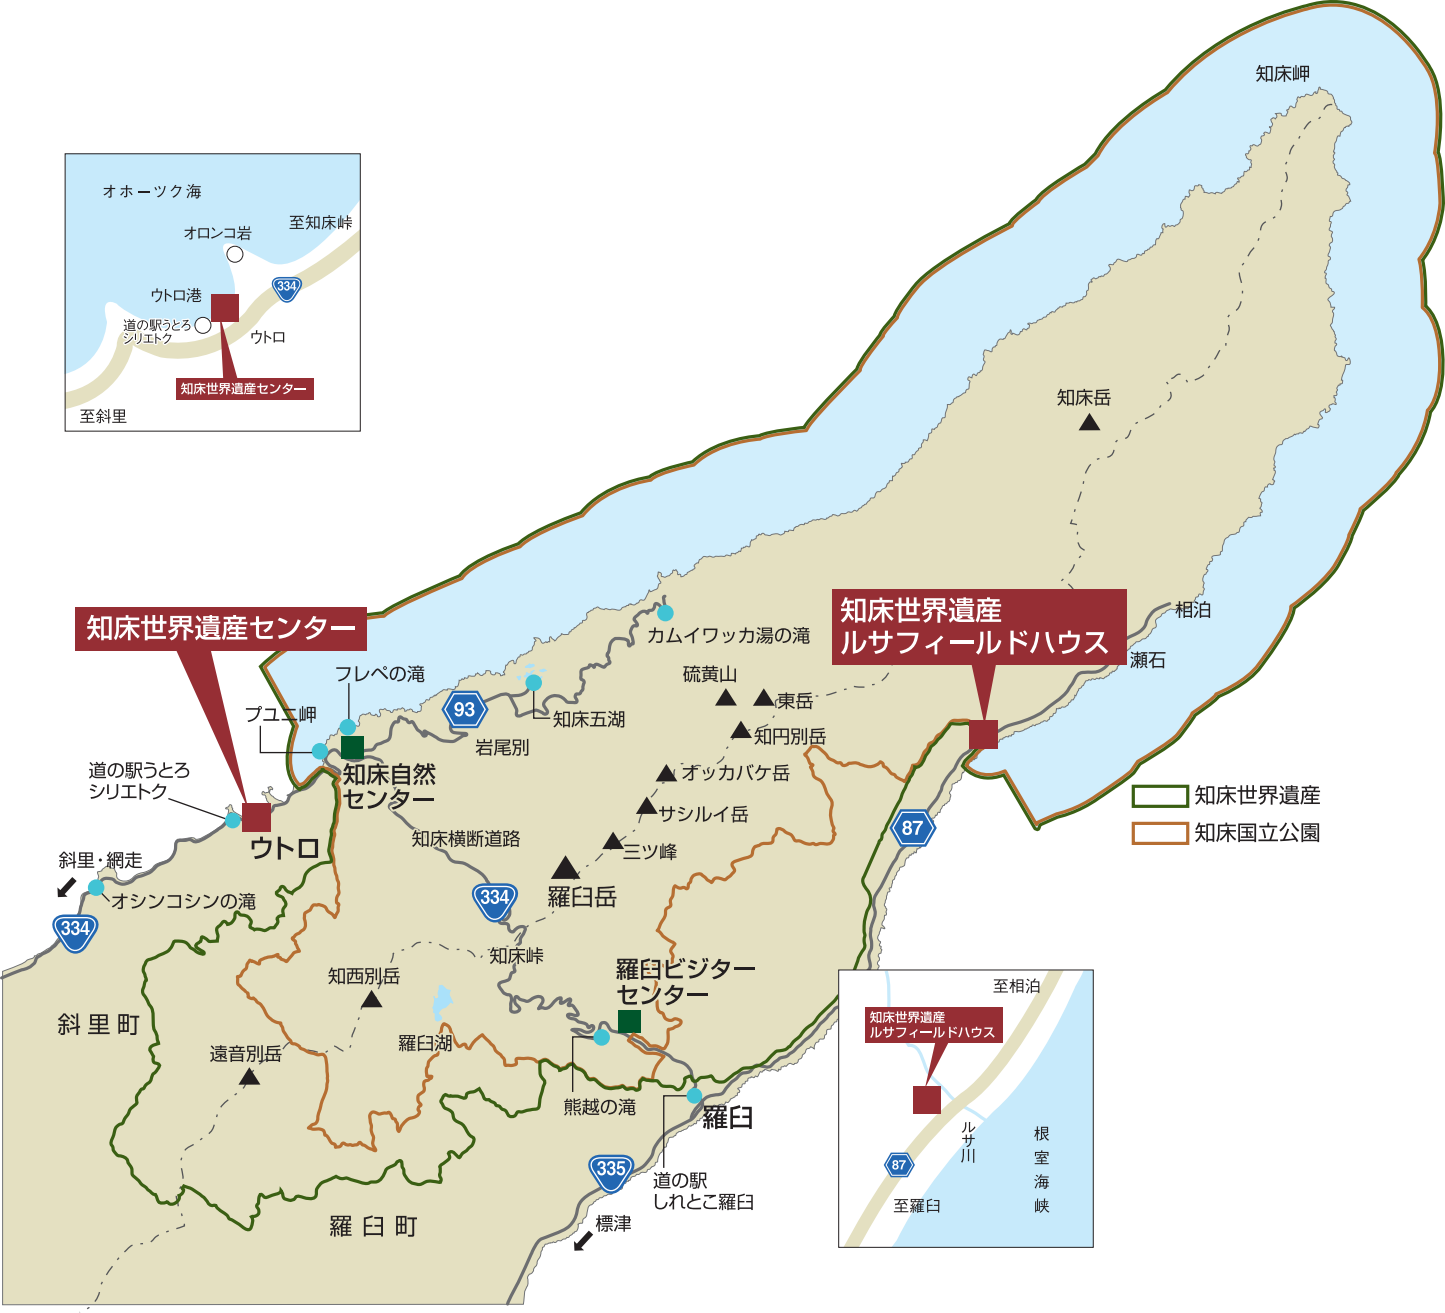 知床岬
オホーツク海
至知床峠
オロンコ岩
334
ウトロ港
道の駅うとろ
シリエトク
ウトロ
知床世界遺産センター
至斜里
知床岳
知床世界遺産
ルサフィールドハウス
相泊
瀬石
知床世界遺産センター
カムイワッカ湯の滝
フレペの滝
硫黄山
東岳
93
知床五湖
プユニ岬
岩尾別
知円別岳
道の駅うとろ
シリエトク
知床自然
センター
オッカバケ岳
知床世界遺産
知床国立公園
サシルイ岳
87
ウトロ
知床横断道路
三ツ峰
斜里・網走
オシンコシンの滝
334
334
羅臼岳
知床峠
羅臼ビジター
センター
知西別岳
斜里町
羅臼湖
遠音別岳
熊越の滝
羅臼
335
道の駅
しれとこ羅臼
羅臼町
標津
至相泊
知床世界遺産
ルサフィールドハウス
ルサ川
根室海峡
87
至羅臼